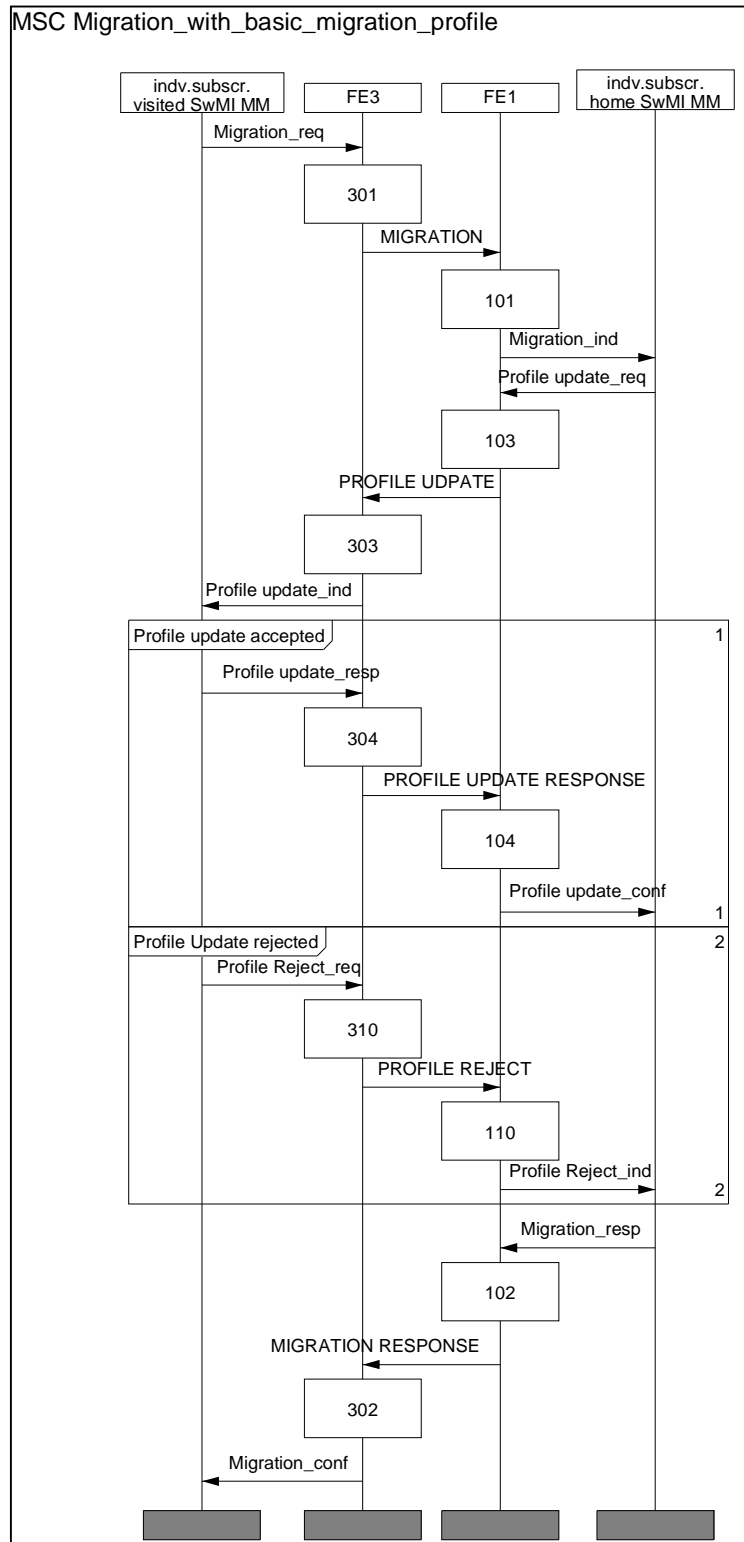 MSC Migration_with_basic_migration_profile
indv.subscr.
visited SwMI MM
FE3
FE1
indv.subscr.
home SwMI MM
Migration_req
301
MIGRATION
101
Migration_ind
Profile update_req
103
PROFILE UDPATE
303
Profile update_ind
Profile update accepted
1
Profile update_resp
304
PROFILE UPDATE RESPONSE
104
Profile update_conf
1
Profile Update rejected
2
Profile Reject_req
310
PROFILE REJECT
110
Profile Reject_ind
2
Migration_resp
102
MIGRATION RESPONSE
302
Migration_conf